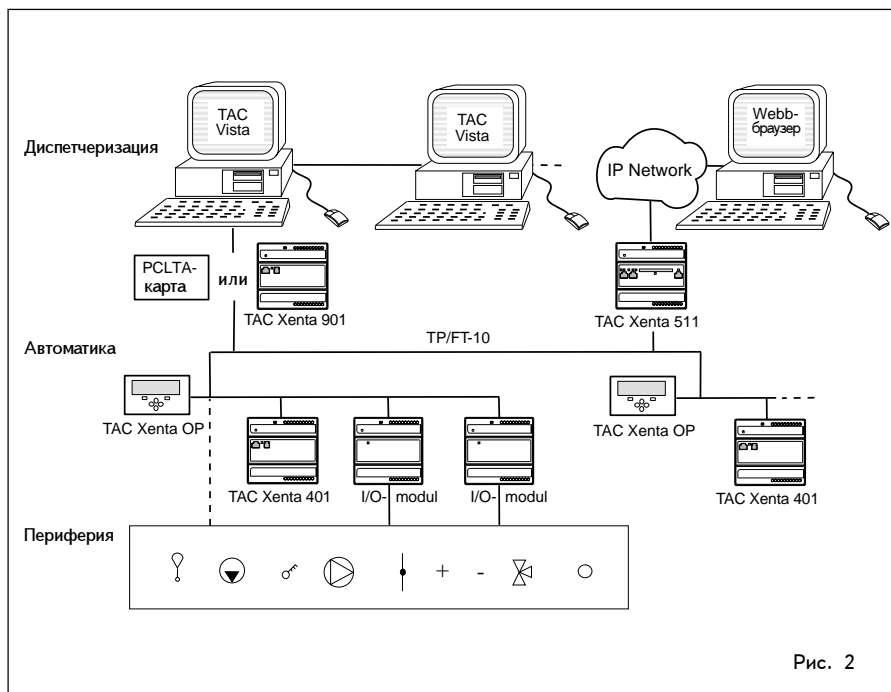 TAC
Vista
TAC
Vista
Webb-
браузер
Диспетчеризация
IP Network
PCLTA-
карта
или
TAC Xenta 901
TAC Xenta 511
TP/FT-10
Автоматика
TAC Xenta OP
TAC Xenta OP
TAC Xenta 401
I/O- modul
I/O- modul
TAC Xenta 401
Периферия
+ -
Рис. 2